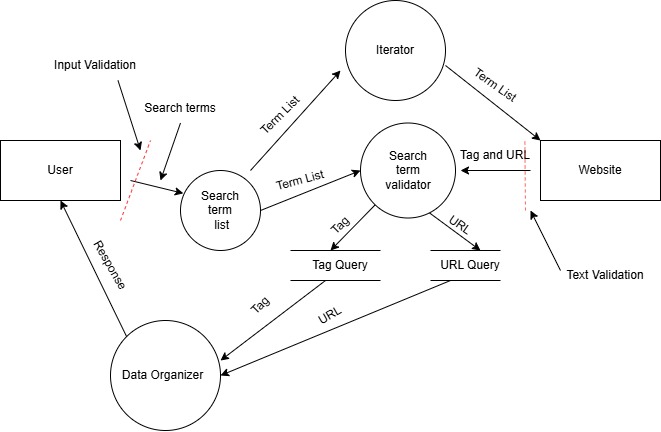 Iterator
Input Validation
Term List
Search terms
Term List
Search
term
validator
Tag and URL
User
Website
Term List
Search
term
list
Tag
URL
Response
Tag Query
URL Query
Text Validation
Tag
URL
Data Organizer